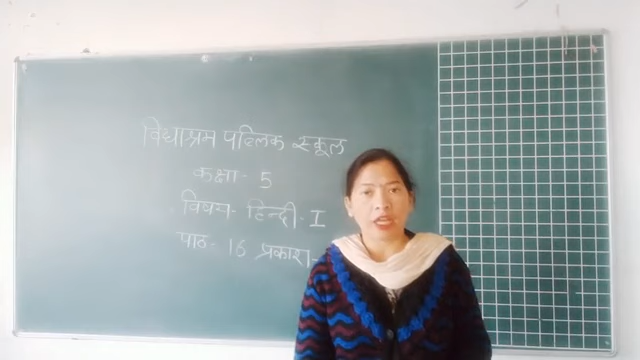 विद्याश्रम पब्लिक स्कूल
कक्षा - 5
विषय - हिन्दी - I
पाठ - 16 प्रकाश -